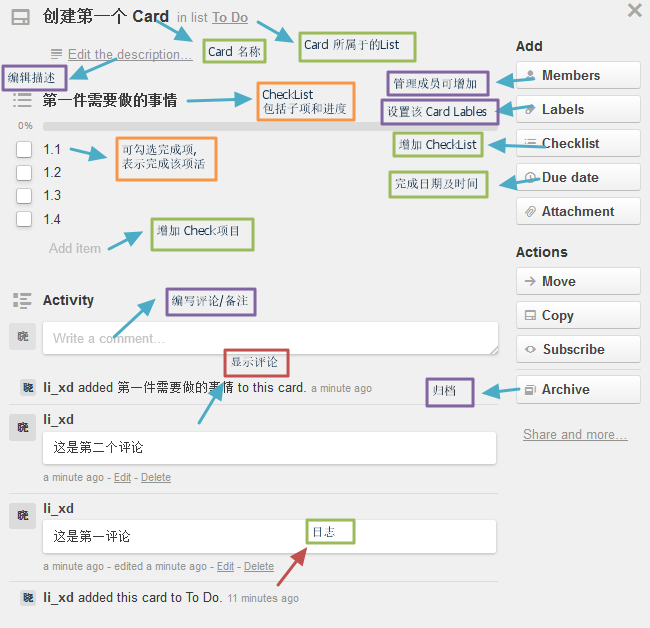 创建第一个 Card in list To Do
Card 名称
Card 所属于的List
Edit the description…
编辑描述
第一件需要做的事情
CheckList
包括子项和进度
0%
1.1
1.2
1.3
1.4
可勾选完成项,
表示完成该项活
Add item
增加 Check项目
Add
管理成员可增加
Members
设置该 Card Lables
Labels
增加 CheckList
Checklist
完成日期及时间
Due date
Attachment
Actions
Move
Copy
Subscribe
归档
Archive
Share and more…
Activity
编写评论/备注
晓
Write a comment…
显示评论
晓 li_xd added 第一件需要做的事情 to this card. a minute ago
晓 li_xd
这是第二个评论
a minute ago - Edit - Delete
晓 li_xd
这是第一评论
日志
a minute ago - edited a minute ago - Edit - Delete
晓 li_xd added this card to To Do. 11 minutes ago